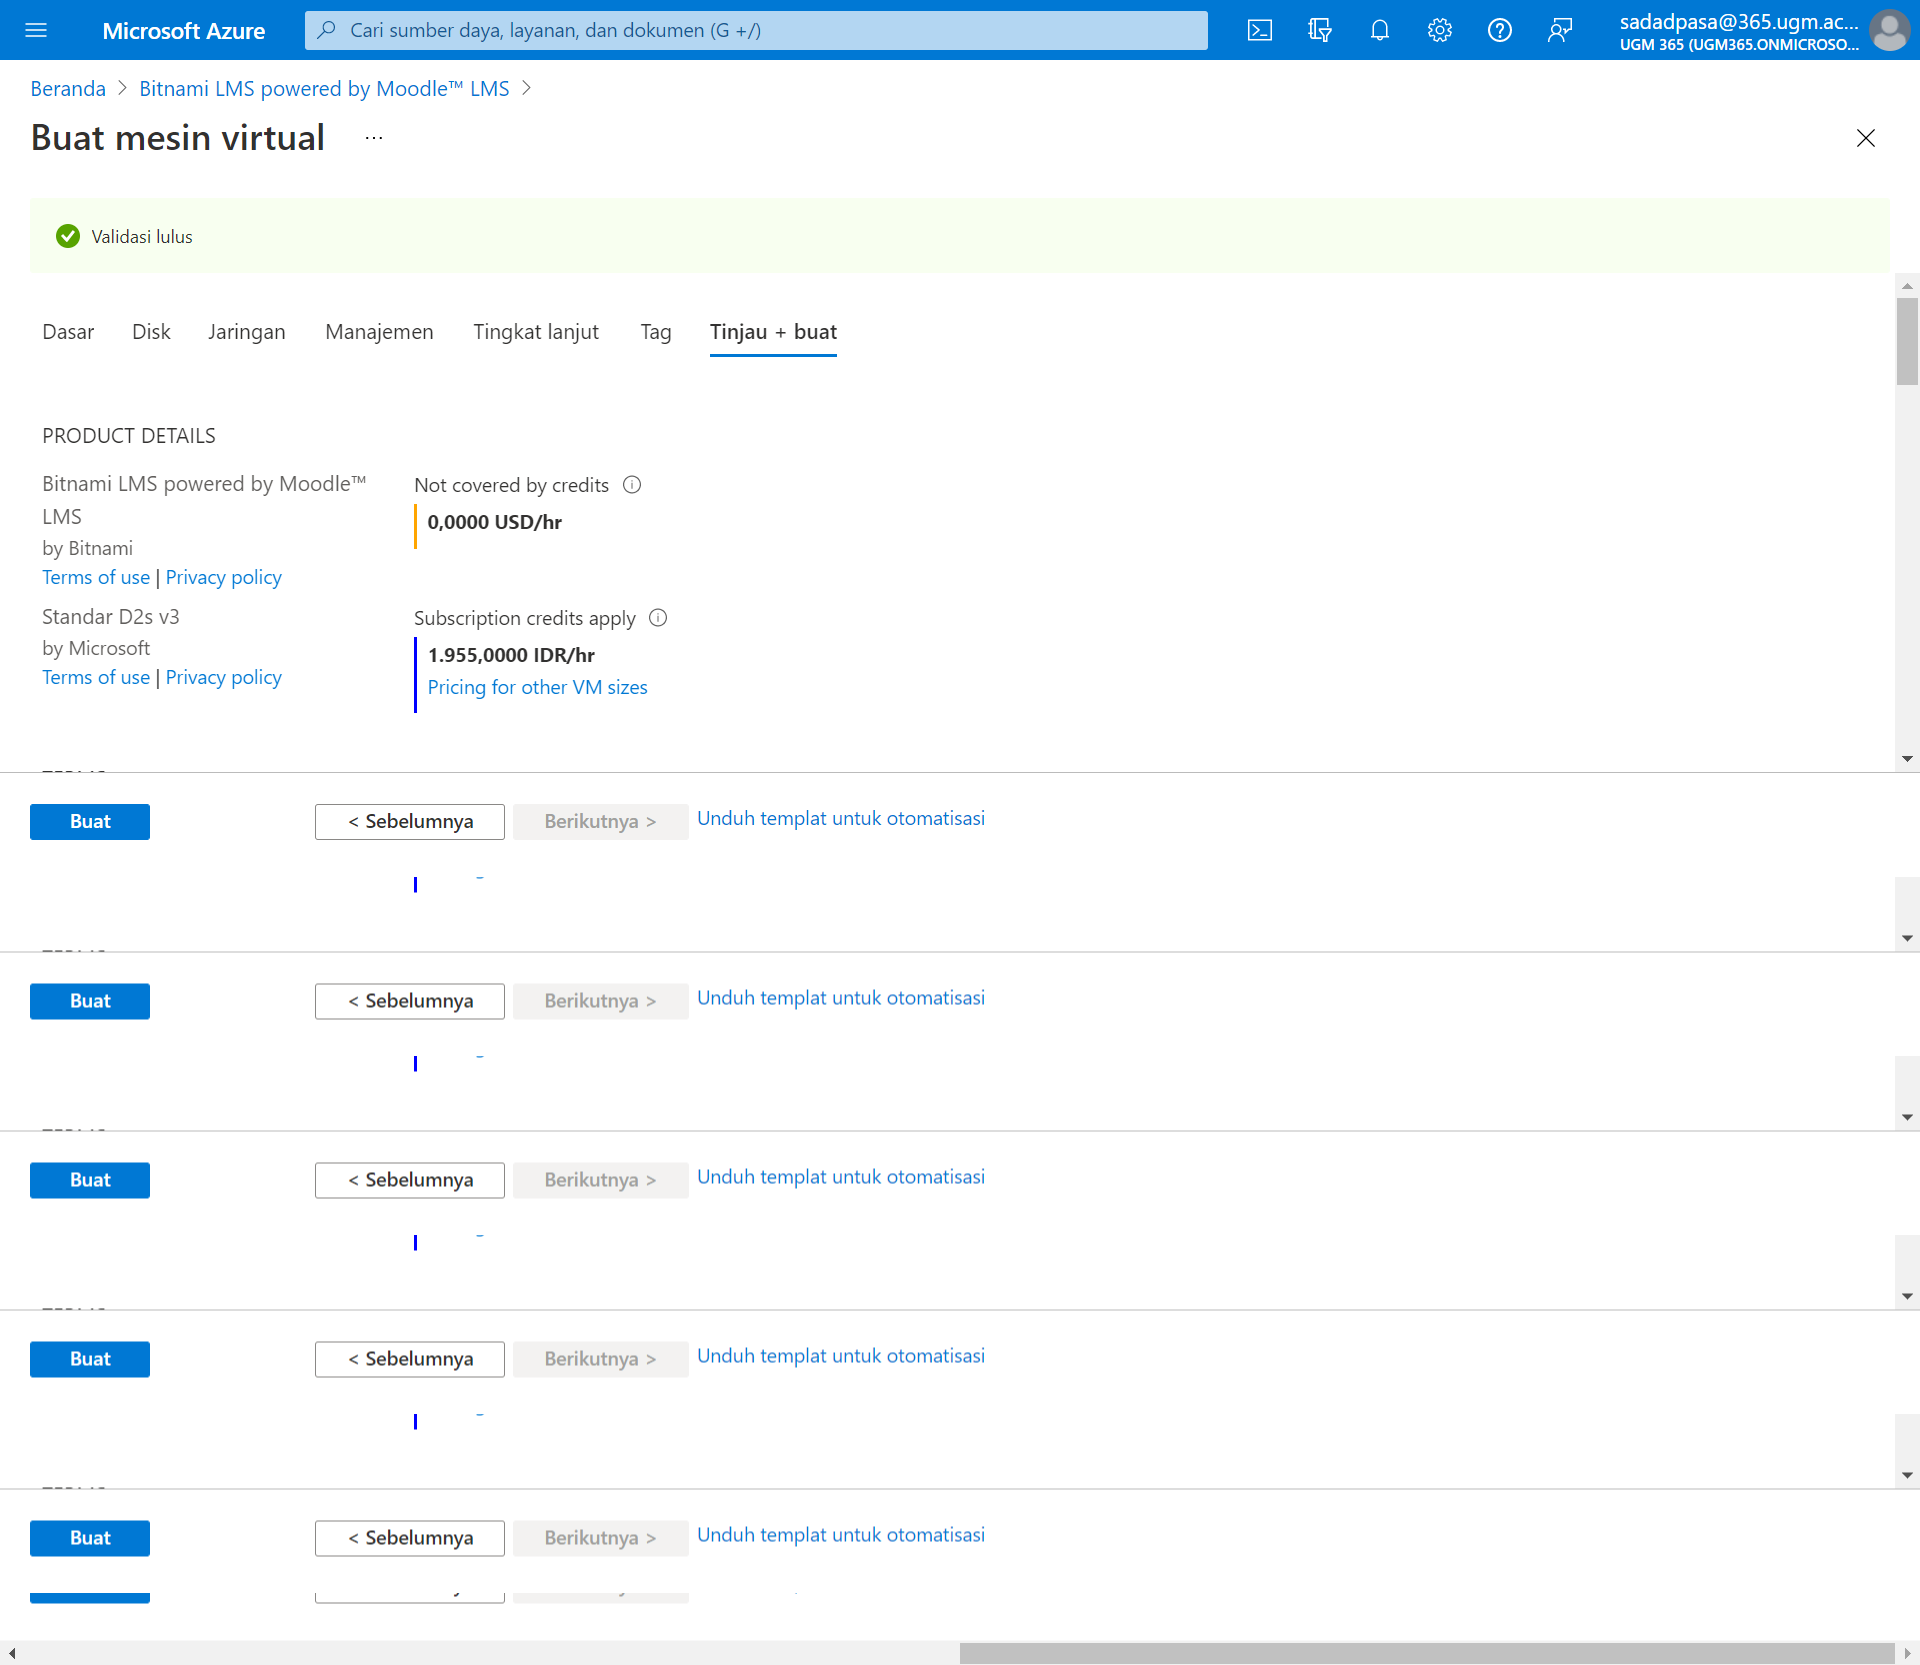 Microsoft Azure
Cari sumber daya, layanan, dan dokumen (G +/)
sadadpasa@365.ugm.ac...
UGM 365 (UGM365.ONMICROSO...
Beranda > Bitnami LMS powered by Moodle™ LMS >
Buat mesin virtual ...
Validasi lulus
Dasar Disk Jaringan Manajemen Tingkat lanjut Tag Tinjau + buat
PRODUCT DETAILS
Bitnami LMS powered by Moodle™
LMS
by Bitnami
Terms of use | Privacy policy
Not covered by credits
0,0000 USD/hr
Standar D2s v3
by Microsoft
Terms of use | Privacy policy
Subscription credits apply
1.955,0000 IDR/hr
Pricing for other VM sizes
Buat < Sebelumnya Berikutnya > Unduh templat untuk otomatisasi
Buat < Sebelumnya Berikutnya > Unduh templat untuk otomatisasi
Buat < Sebelumnya Berikutnya > Unduh templat untuk otomatisasi
Buat < Sebelumnya Berikutnya > Unduh templat untuk otomatisasi
Buat < Sebelumnya Berikutnya > Unduh templat untuk otomatisasi